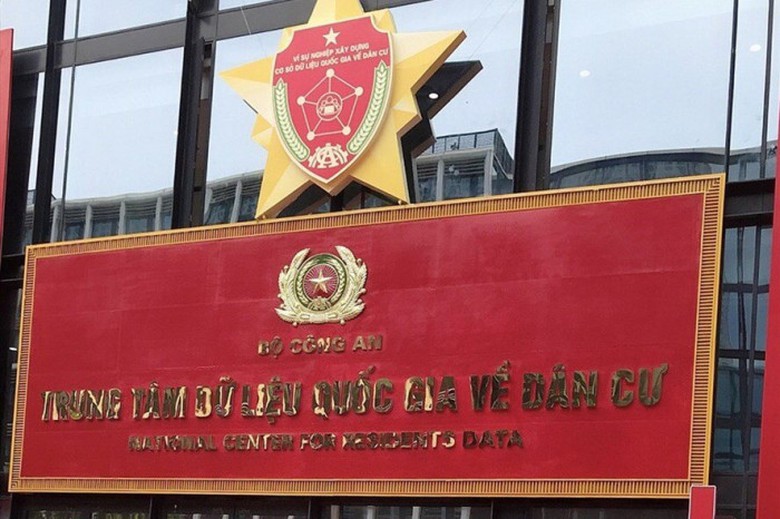 VÌ SỰ NGHIỆP XÂY DỰNG
CƠ SỞ DỮ LIỆU QUỐC GIA VỀ DÂN CƯ
BỘ CÔNG AN
TRUNG TÂM DỮ LIỆU QUỐC GIA VỀ DÂN CƯ
NATIONAL CENTER FOR RESIDENTS DATA